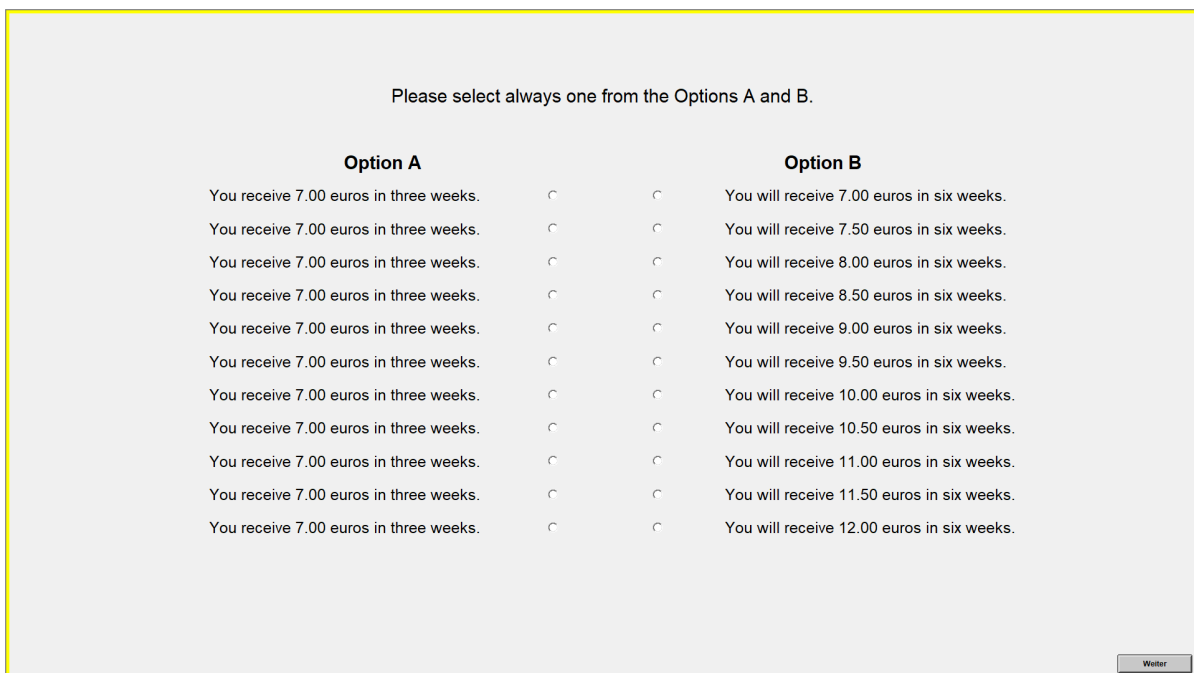 Please select always one from the Options A and B.
Option A Option B
You receive 7.00 euros in three weeks. You will receive 7.00 euros in six weeks.
You receive 7.00 euros in three weeks. You will receive 7.50 euros in six weeks.
You receive 7.00 euros in three weeks. You will receive 8.00 euros in six weeks.
You receive 7.00 euros in three weeks. You will receive 8.50 euros in six weeks.
You receive 7.00 euros in three weeks. You will receive 9.00 euros in six weeks.
You receive 7.00 euros in three weeks. You will receive 9.50 euros in six weeks.
You receive 7.00 euros in three weeks. You will receive 10.00 euros in six weeks.
You receive 7.00 euros in three weeks. You will receive 10.50 euros in six weeks.
You receive 7.00 euros in three weeks. You will receive 11.00 euros in six weeks.
You receive 7.00 euros in three weeks. You will receive 11.50 euros in six weeks.
You receive 7.00 euros in three weeks. You will receive 12.00 euros in six weeks.
Weiter